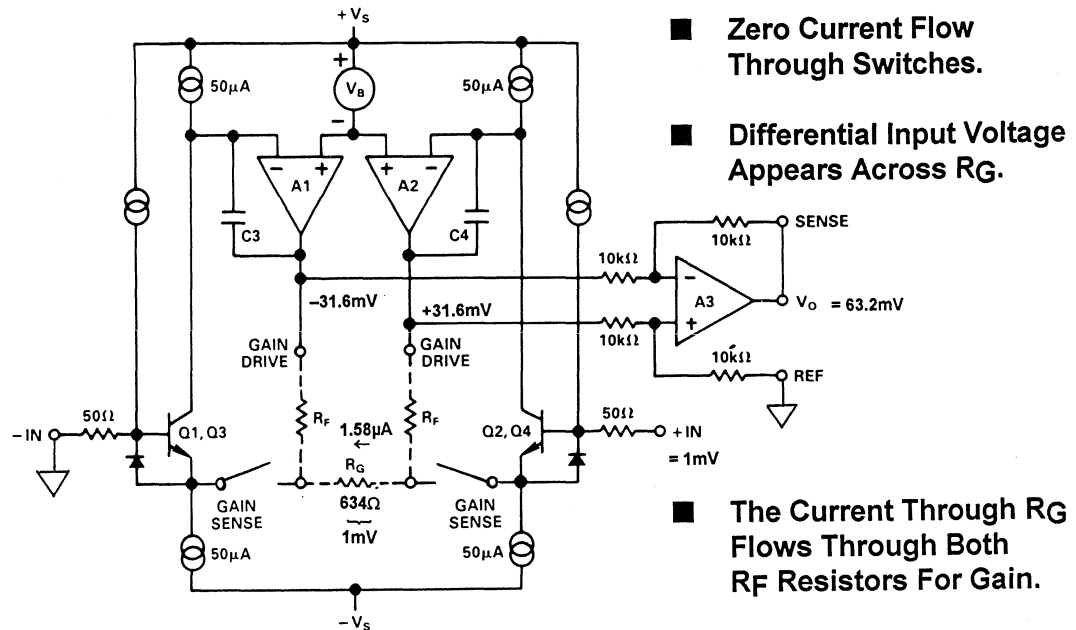 +VS
50μA
+
VB
−
50μA
− +
A1
+ −
A2
C3
C4
−31.6mV
+31.6mV
10kΩ
10kΩ
10kΩ
SENSE
−
A3
+
VO = 63.2mV
10kΩ
REF
GAIN
DRIVE
GAIN
DRIVE
RF
RF
1.58μA
←
RG
634Ω
1mV
50Ω
−IN
Q1, Q3
Q2, Q4
50Ω
+IN
= 1mV
GAIN
SENSE
GAIN
SENSE
50μA
50μA
−VS
■ Zero Current Flow
Through Switches.
■ Differential Input Voltage
Appears Across RG.
■ The Current Through RG
Flows Through Both
RF Resistors For Gain.